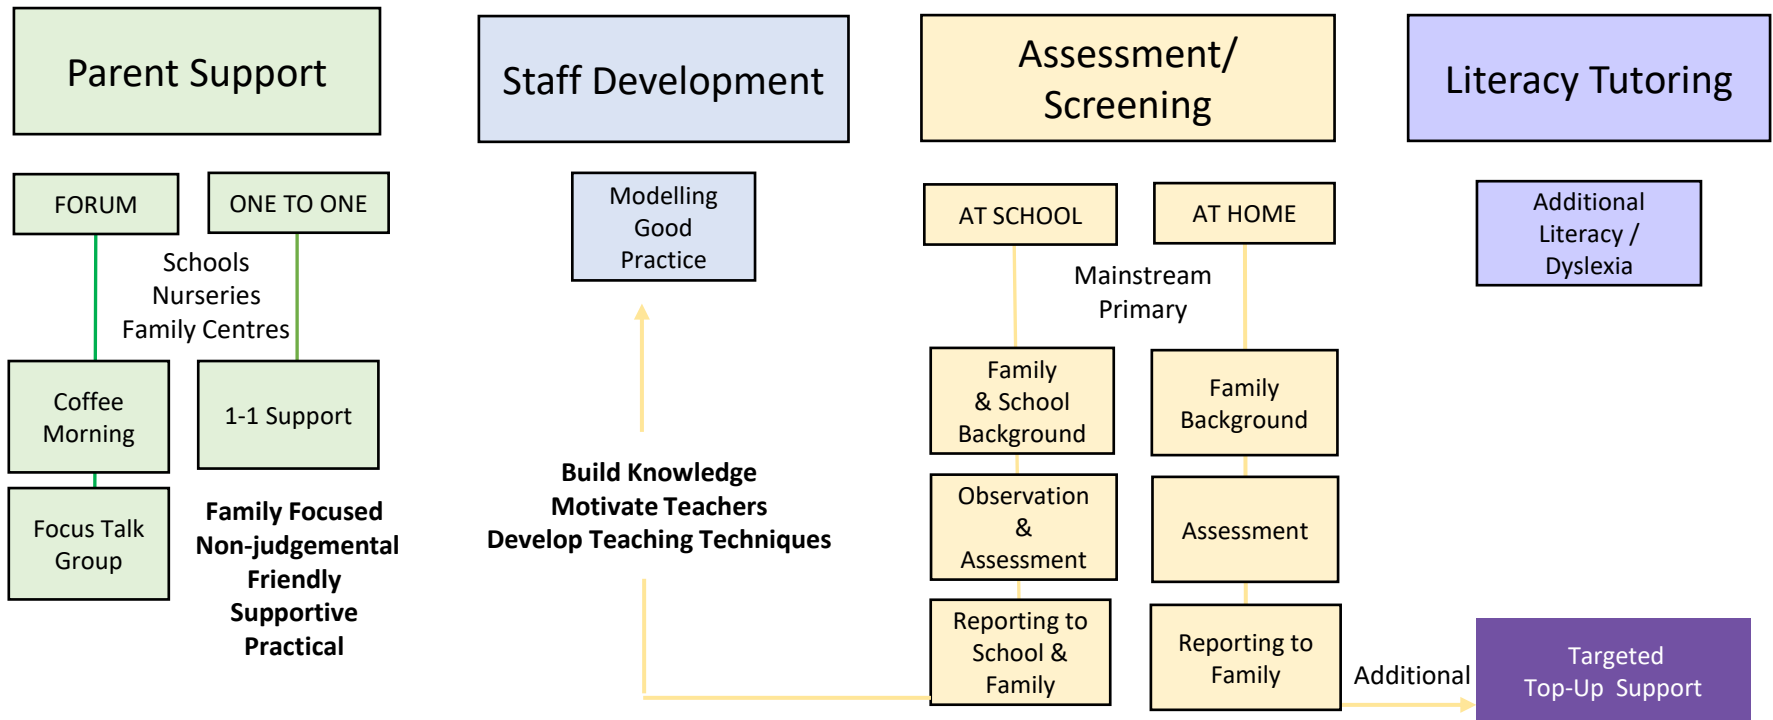 Parent Support
FORUM
ONE TO ONE
Schools
Nurseries
Family Centres
Coffee
Morning
1-1 Support
Focus Talk
Group
Family Focused
Non-judgemental
Friendly
Supportive
Practical
Staff Development
Modelling
Good
Practice
Build Knowledge
Motivate Teachers
Develop Teaching Techniques
Assessment/
Screening
AT SCHOOL
AT HOME
Mainstream
Primary
Family
& School
Background
Family
Background
Observation
&
Assessment
Assessment
Reporting to
School &
Family
Reporting to
Family
Additional
Literacy Tutoring
Additional
Literacy /
Dyslexia
Targeted
Top-Up Support